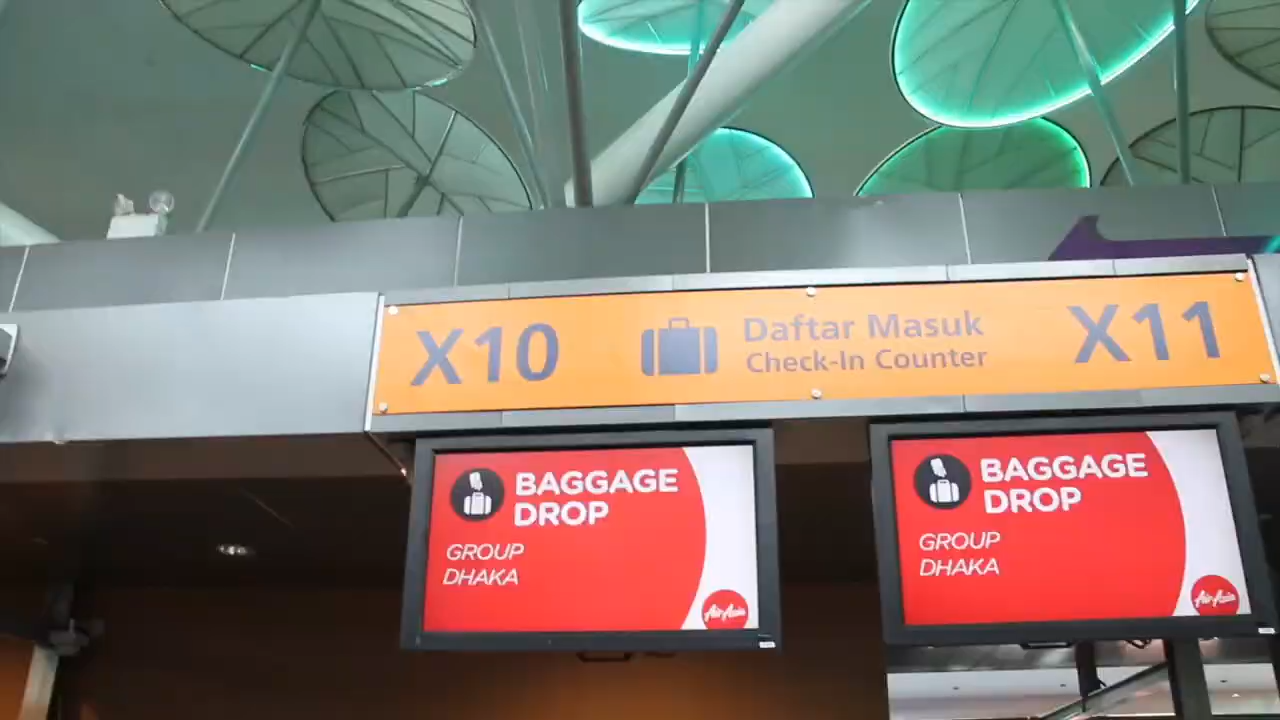 X10
Daftar Masuk
Check-In Counter
X11
BAGGAGE
DROP
GROUP
DHAKA
AirAsia
BAGGAGE
DROP
GROUP
DHAKA
AirAsia